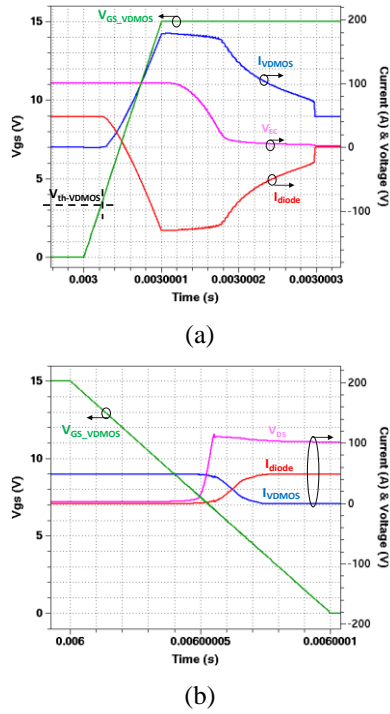 V_GS_VDMOS
I_VDMOS
V_EC
I_diode
V_th-VDMOS
Vgs (V)
15
10
5
0
200
100
0
-100
Current (A) & Voltage (V)
0.003
0.0030001
0.0030002
0.0030003
Time (s)
(a)
V_GS_VDMOS
V_DS
I_diode
I_VDMOS
Vgs (V)
15
10
5
0
200
100
0
-100
-200
Current (A) & Voltage (V)
0.006
0.00600005
0.0060001
Time (s)
(b)